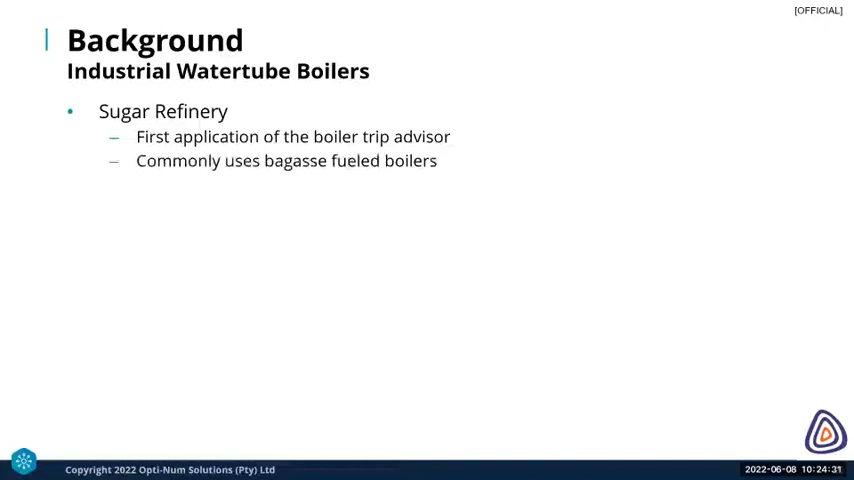 [OFFICIAL]
Background
Industrial Watertube Boilers
• Sugar Refinery
– First application of the boiler trip advisor
– Commonly uses bagasse fueled boilers
Copyright 2022 Opti-Num Solutions (Pty) Ltd
2022-06-08 10:24:31